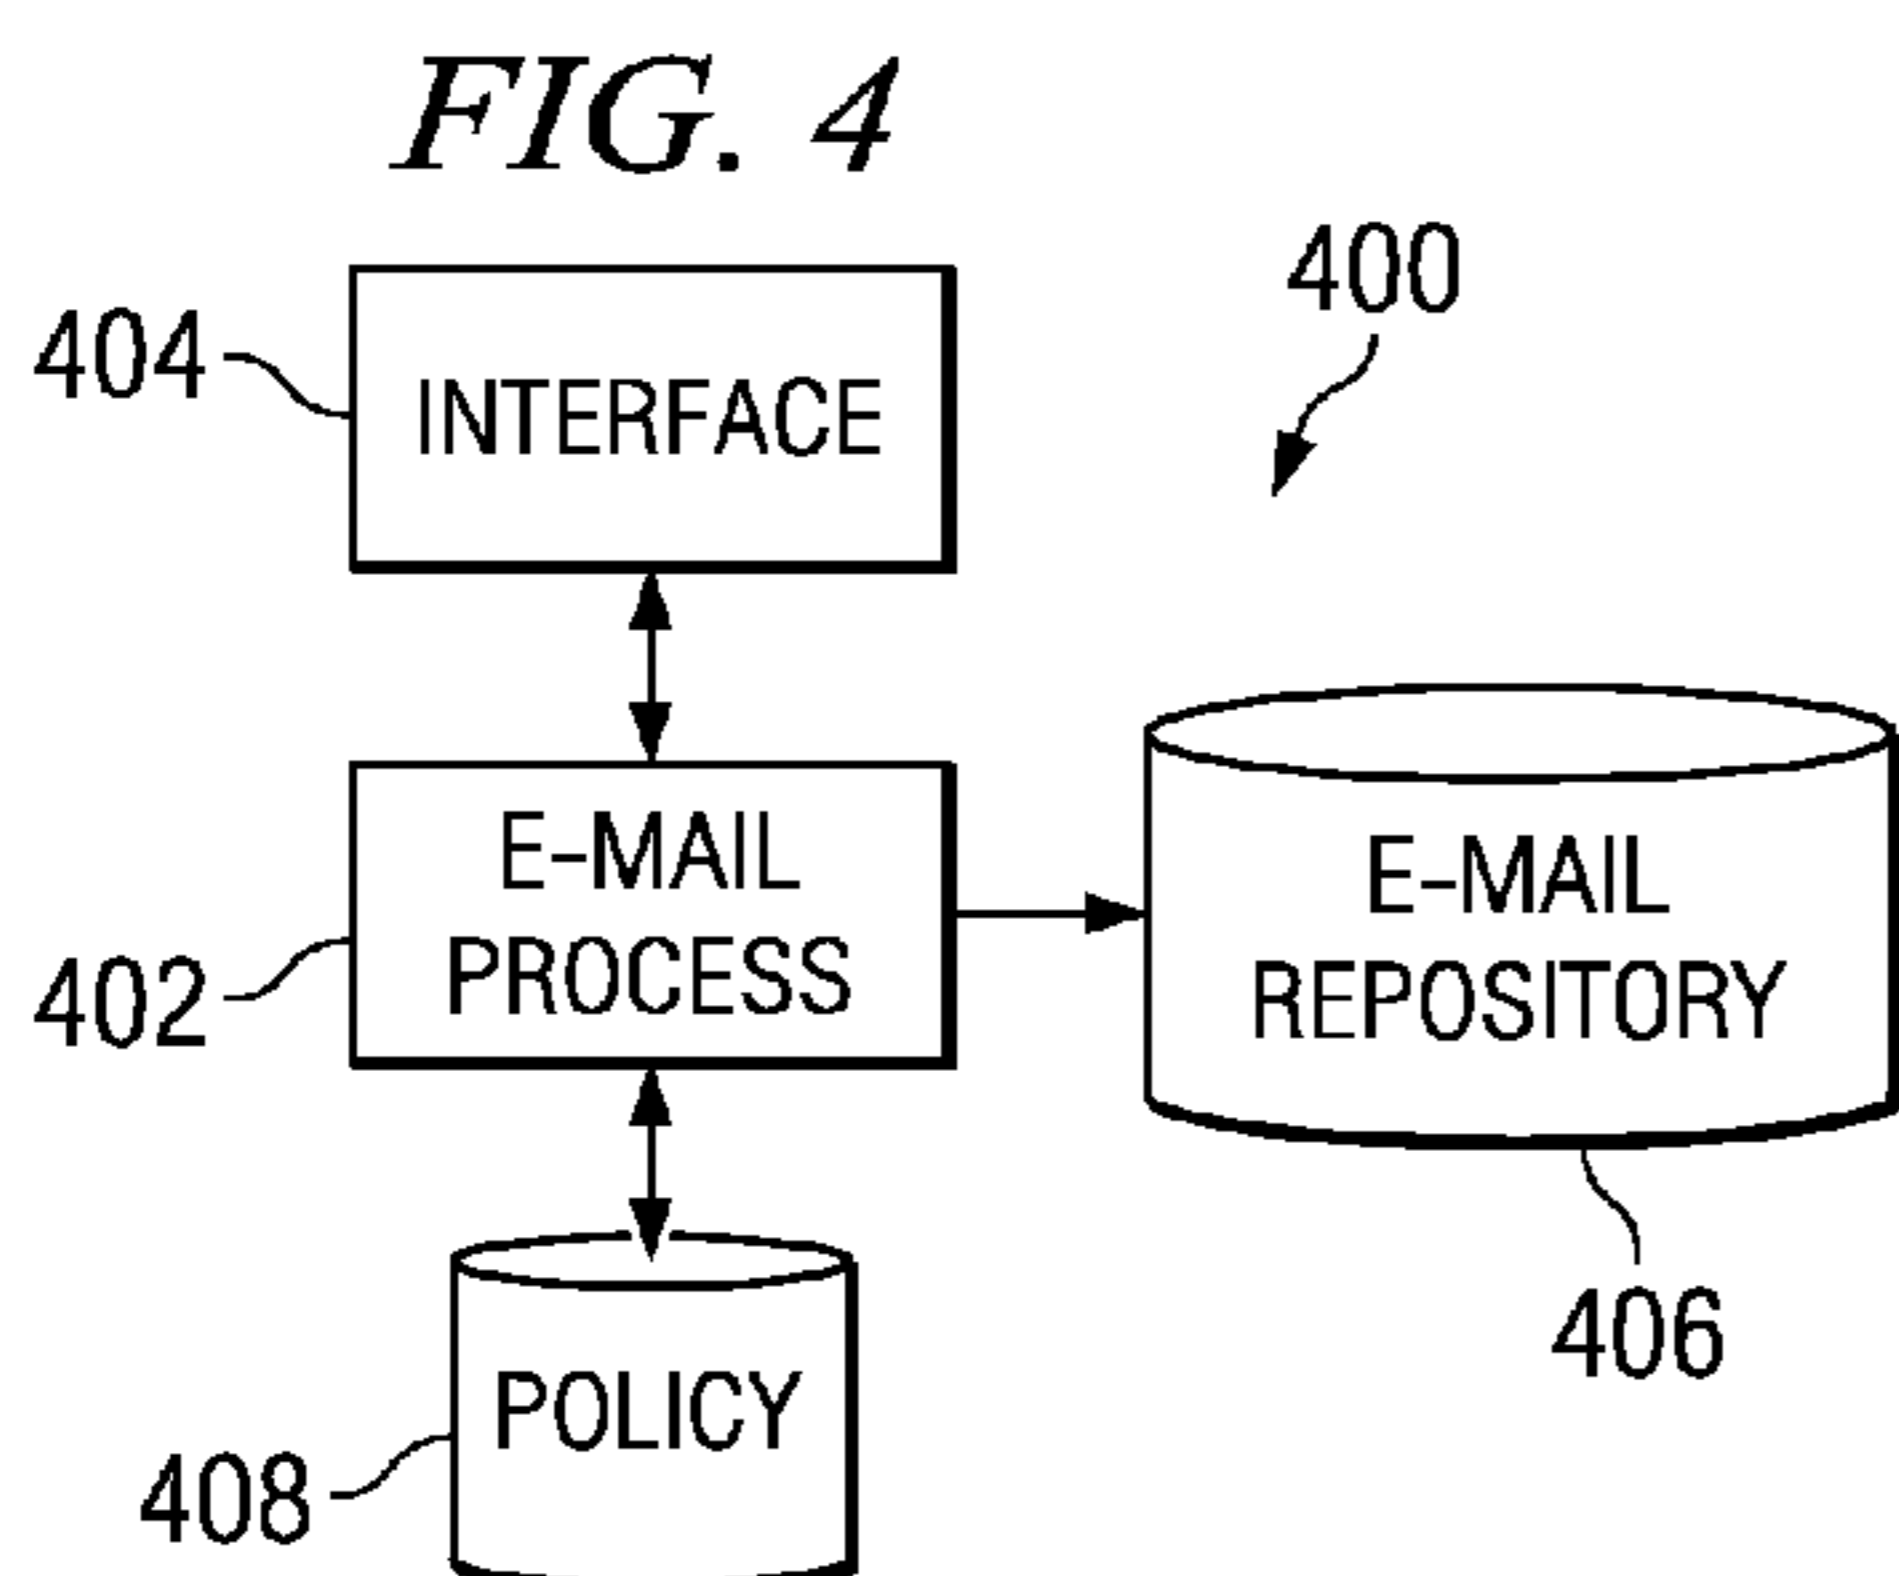 FIG. 4
400
404
INTERFACE
E-MAIL
PROCESS
402
E-MAIL
REPOSITORY
406
POLICY
408